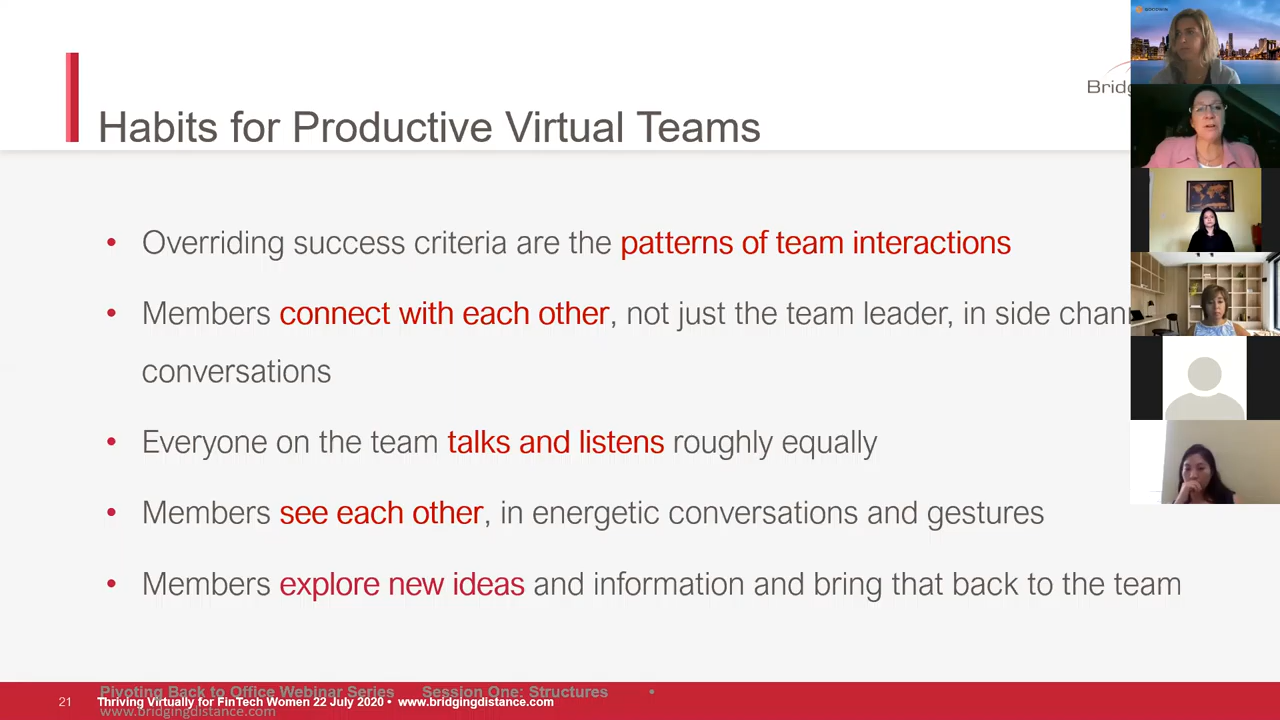 Habits for Productive Virtual Teams
• Overriding success criteria are the patterns of team interactions
• Members connect with each other, not just the team leader, in side
conversations
• Everyone on the team talks and listens roughly equally
• Members see each other, in energetic conversations and gestures
• Members explore new ideas and information and bring that back to the team
Pivoting Back to Office Webinar Series Session One: Structures •
21 Thriving Virtually for FinTech Women 22 July 2020 • www.bridgingdistance.com
www.bridgingdistance.com